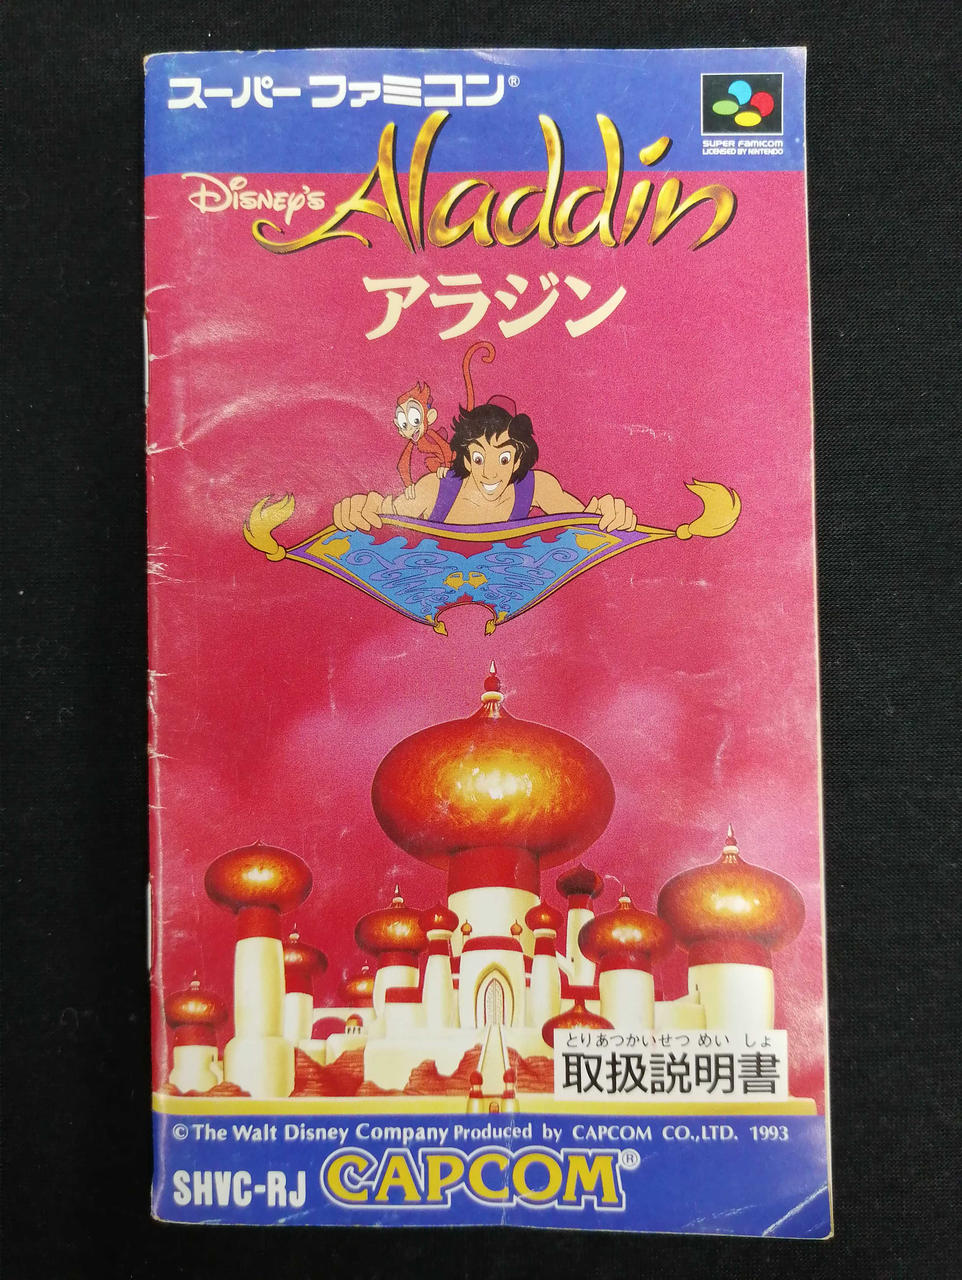 スーパーファミコン®
SUPER FAMICOM
LICENSED BY NINTENDO
DISNEY'S Aladdin
アラジン
とりあつかいせつめいしょ
取扱説明書
© The Walt Disney Company Produced by CAPCOM CO.,LTD. 1993
SHVC-RJ CAPCOM®